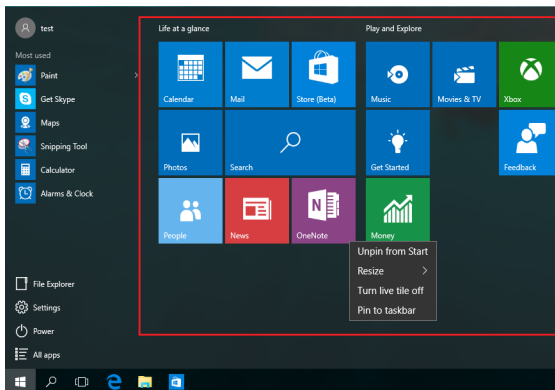 test
Most used
Paint
Get Skype
Maps
Snipping Tool
Calculator
Alarms & Clock
File Explorer
Settings
Power
All apps
Life at a glance
Play and Explore
Calendar
Mail
Store (Beta)
Music
Movies & TV
Xbox
Photos
Search
Get Started
Feedback
People
News
OneNote
Money
Unpin from Start
Resize
Turn live tile off
Pin to taskbar